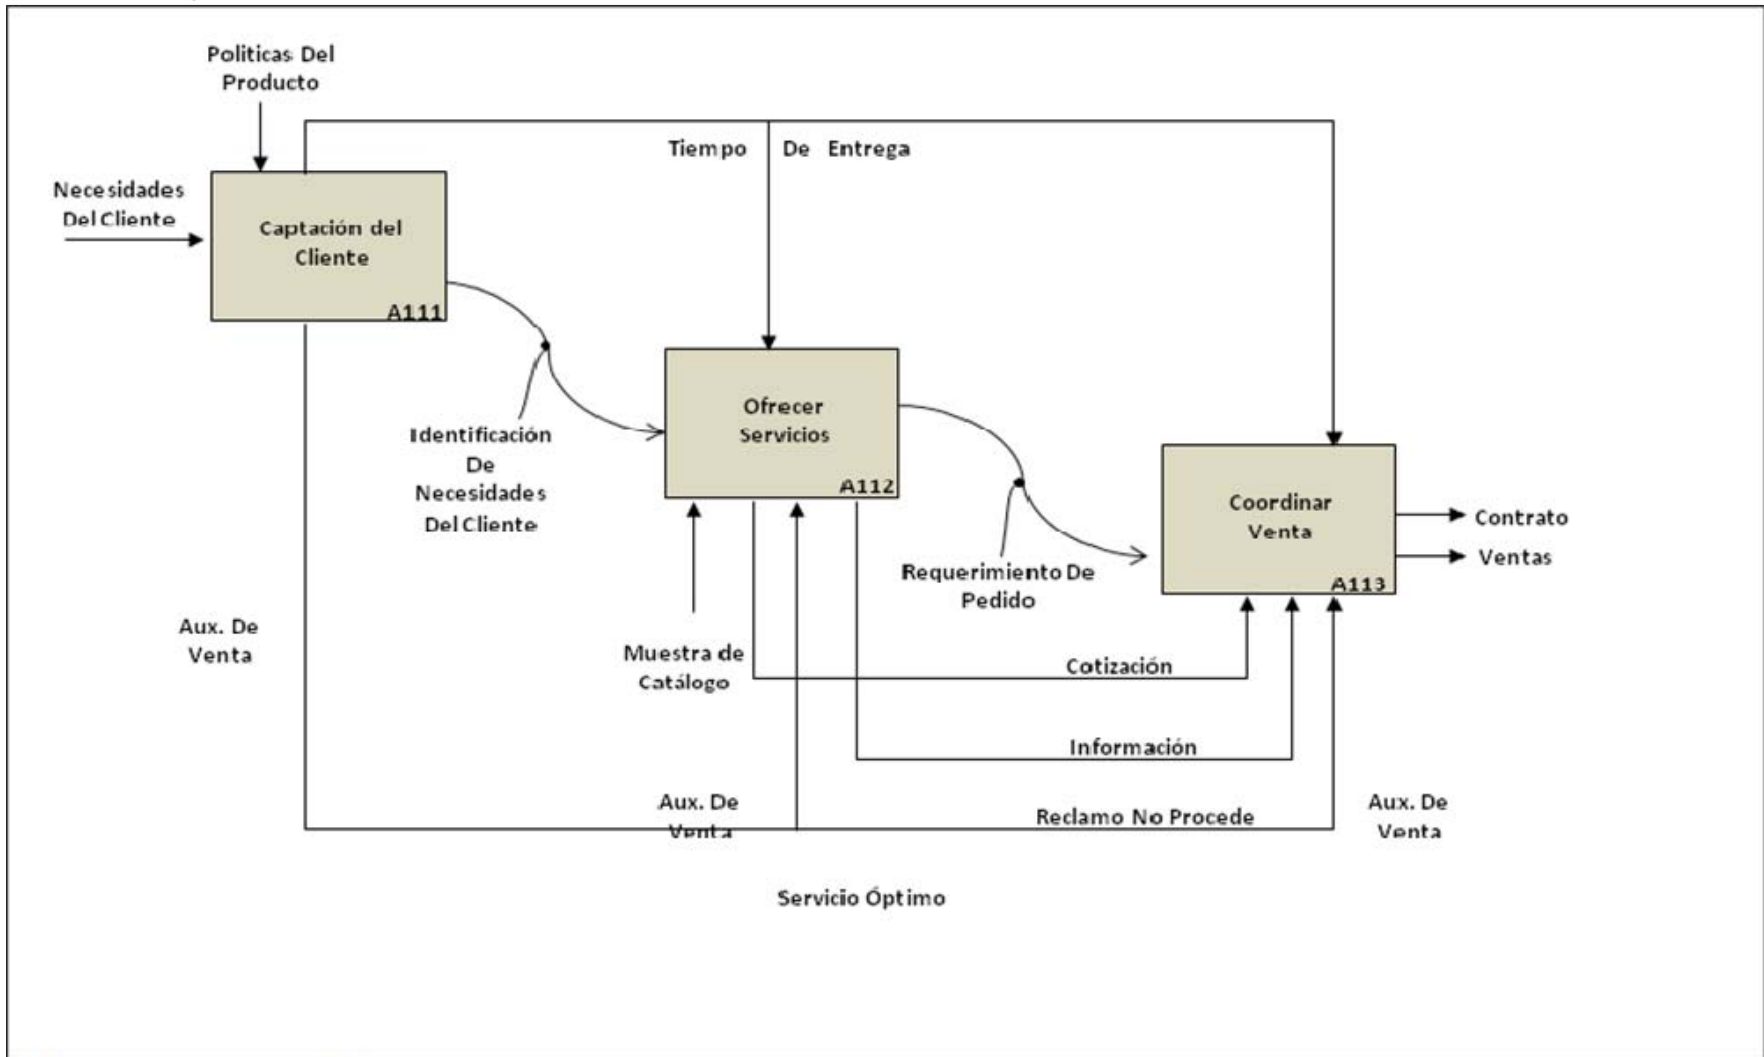 Politicas Del
Producto
Tiempo De Entrega
Necesidades
Del Cliente
Captación del
Cliente
A111
Ofrecer
Servicios
A112
Identificación
De
Necesidades
Del Cliente
Coordinar
Venta
A113
Contrato
Ventas
Requerimiento De
Pedido
Aux. De
Venta
Muestra de
Catálogo
Cotización
Información
Aux. De
Venta
Reclamo No Procede
Aux. De
Venta
Servicio Óptimo